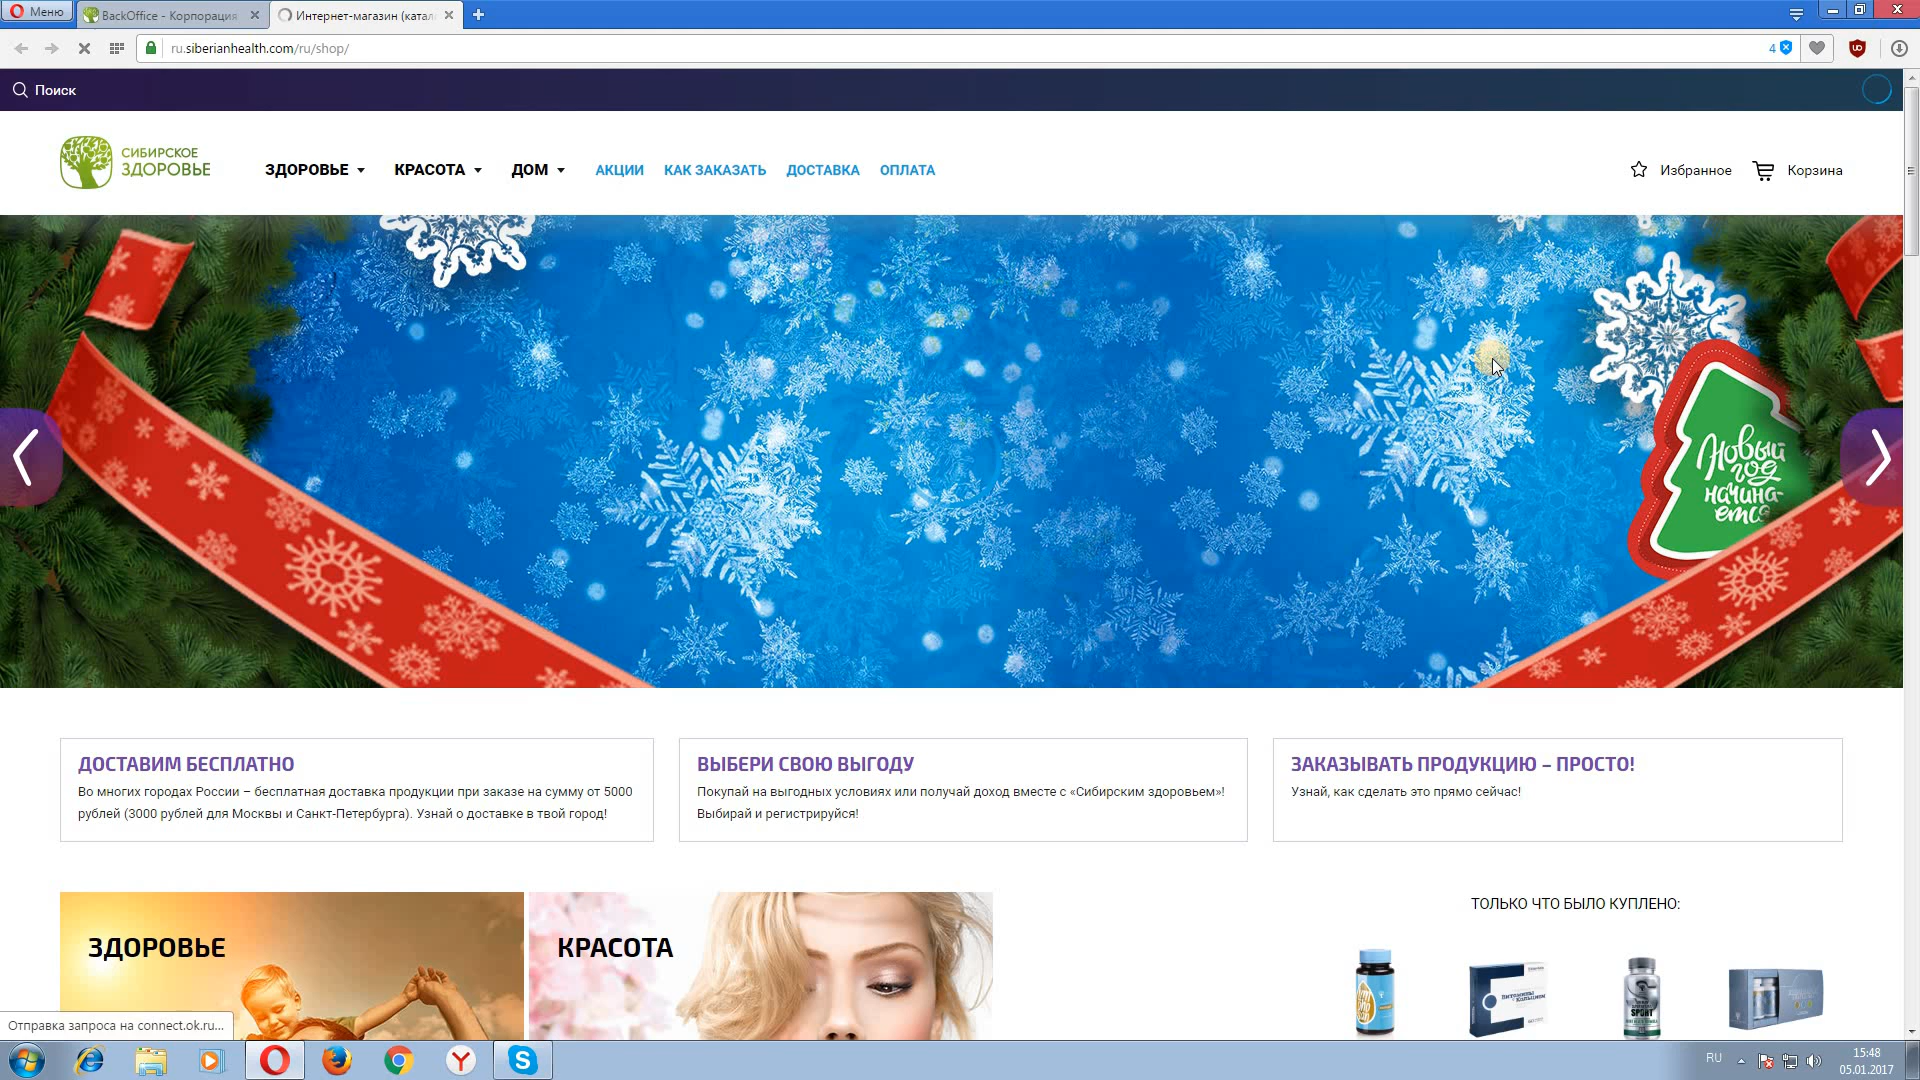 Меню
BackOffice - Корпорация
Интернет-магазин (катал
ru.siberianhealth.com/ru/shop/
4
Поиск
СИБИРСКОЕ
ЗДОРОВЬЕ
ЗДОРОВЬЕ
КРАСОТА
ДОМ
АКЦИИ
КАК ЗАКАЗАТЬ
ДОСТАВКА
ОПЛАТА
Избранное
Корзина
Новый
год
начина-
ется
ДОСТАВИМ БЕСПЛАТНО
Во многих городах России – бесплатная доставка продукции при заказе на сумму от 5000
рублей (3000 рублей для Москвы и Санкт-Петербурга). Узнай о доставке в твой город!
ВЫБЕРИ СВОЮ ВЫГОДУ
Покупай на выгодных условиях или получай доход вместе с «Сибирским здоровьем»!
Выбирай и регистрируйся!
ЗАКАЗЫВАТЬ ПРОДУКЦИЮ – ПРОСТО!
Узнай, как сделать это прямо сейчас!
ЗДОРОВЬЕ
КРАСОТА
ТОЛЬКО ЧТО БЫЛО КУПЛЕНО:
SPORT
Отправка запроса на connect.ok.ru...
RU
15:48
05.01.2017